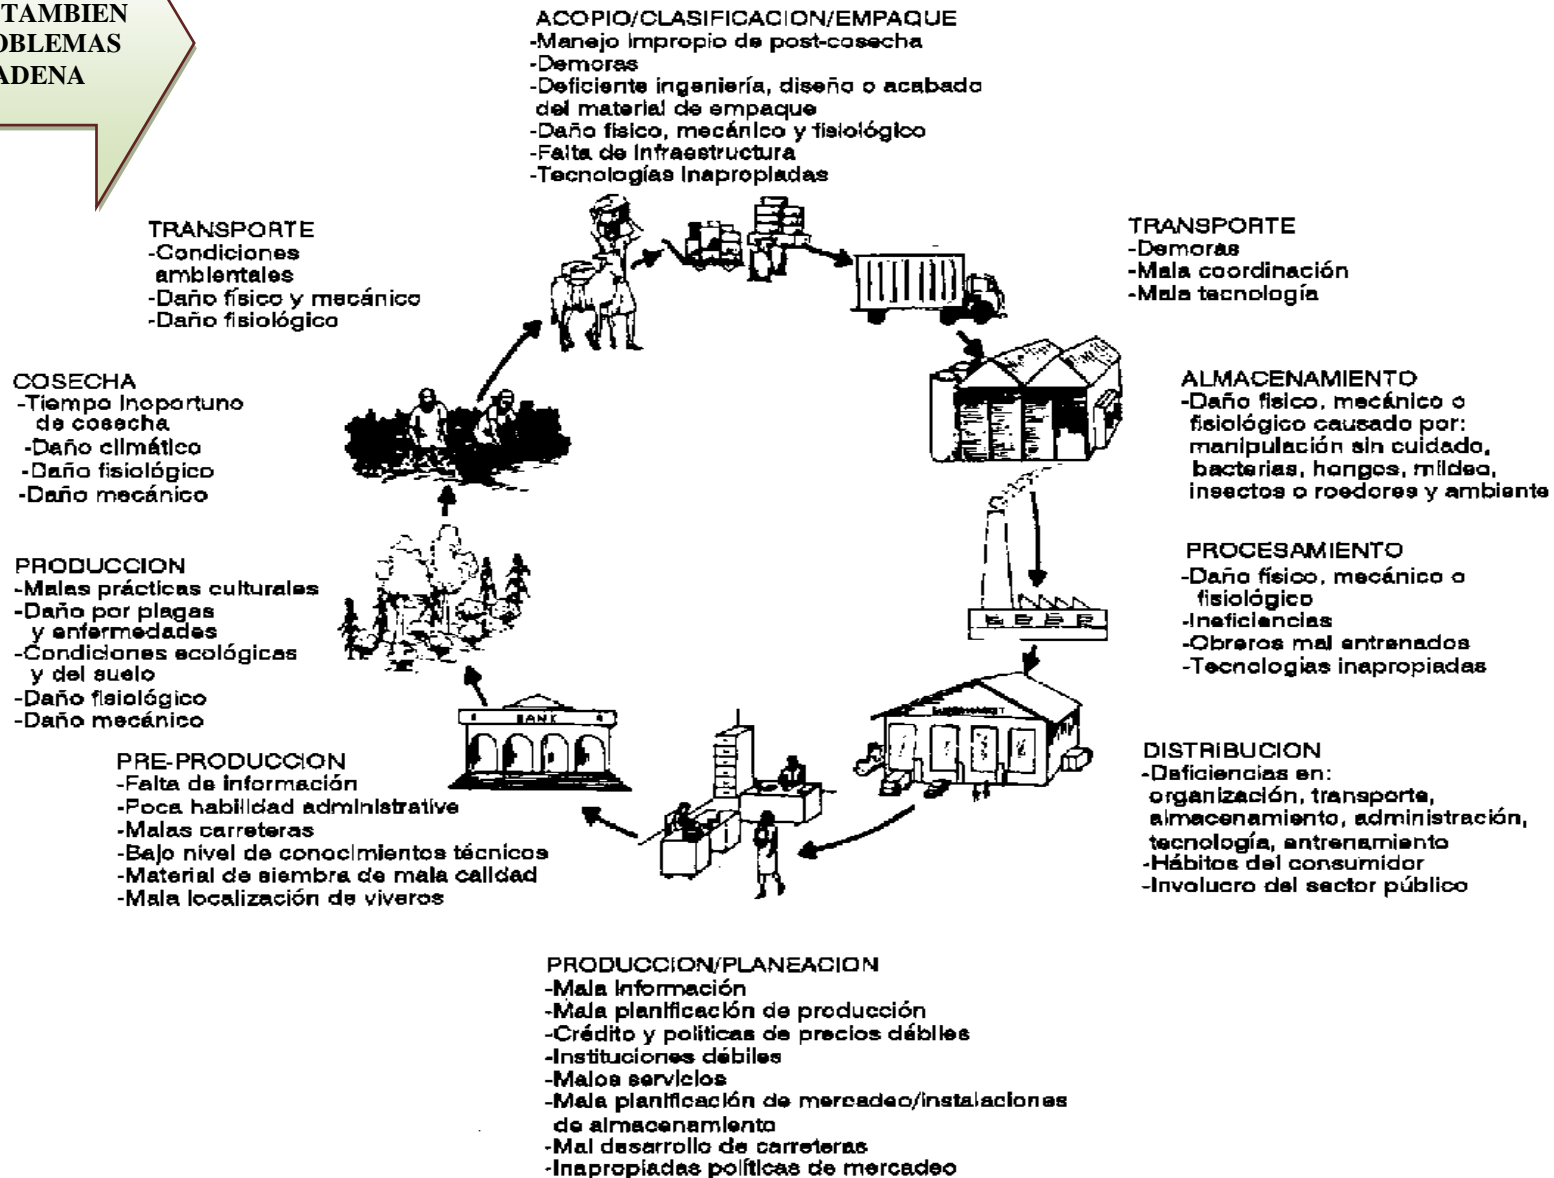 TAMBIEN
OBLEMAS
ADENA
ACOPIO/CLASIFICACION/EMPAQUE
-Manejo impropio de post-cosecha
-Demoras
-Deficiente ingeniería, diseño o acabado
del material de empaque
-Daño físico, mecánico y fisiológico
-Falta de infraestructura
-Tecnologías inapropiadas
TRANSPORTE
-Condiciones
ambientales
-Daño físico y mecánico
-Daño fisiológico
TRANSPORTE
-Demoras
-Mala coordinación
-Mala tecnología
COSECHA
-Tiempo inoportuno
de cosecha
-Daño climático
-Daño fisiológico
-Daño mecánico
ALMACENAMIENTO
-Daño físico, mecánico o
fisiológico causado por:
manipulación sin cuidado,
bacterias, hongos, mildeo,
insectos o roedores y ambiente
PRODUCCION
-Malas prácticas culturales
-Daño por plagas
y enfermedades
-Condiciones ecológicas
y del suelo
-Daño fisiológico
-Daño mecánico
PROCESAMIENTO
-Daño físico, mecánico o
fisiológico
-Ineficiencias
-Obreros mal entrenados
-Tecnologias inapropiadas
BANK
SUPERMARKET
PRE-PRODUCCION
-Falta de información
-Poca habilidad administrative
-Malas carreteras
-Bajo nivel de conocimientos técnicos
-Material de siembra de mala calidad
-Mala localización de viveros
DISTRIBUCION
-Deficiencias en:
organización, transporte,
almacenamiento, administración,
tecnología, entrenamiento
-Hábitos del consumidor
-Involucro del sector público
PRODUCCION/PLANEACION
-Mala información
-Mala planificación de producción
-Crédito y politicas de precios débiles
-Instituciones débiles
-Malos servicios
-Mala planificación de mercadeo/instalaciones
de almacenamiento
-Mal desarrollo de carreteras
-Inapropiadas políticas de mercadeo